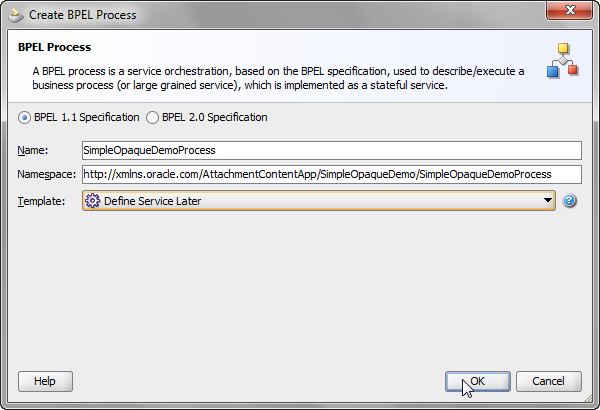 Create BPEL Process
BPEL Process
A BPEL process is a service orchestration, based on the BPEL specification, used to describe/execute a
business process (or large grained service), which is implemented as a stateful service.
BPEL 1.1 Specification BPEL 2.0 Specification
Name: SimpleOpaqueDemoProcess
Namespace: http://xmlns.oracle.com/AttachmentContentApp/SimpleOpaqueDemo/SimpleOpaqueDemoProcess
Template: Define Service Later
Help OK Cancel